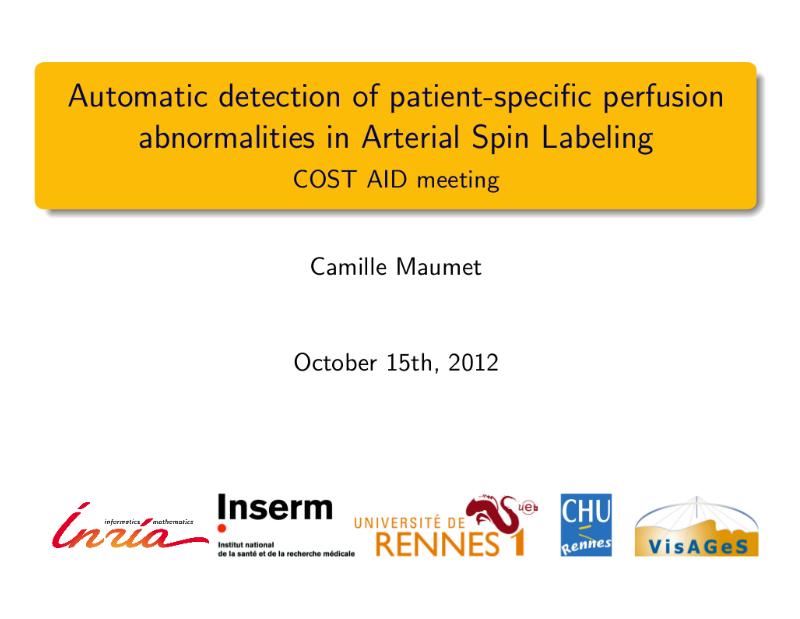 Automatic detection of patient-specific perfusion
abnormalities in Arterial Spin Labeling
COST AID meeting
Camille Maumet
October 15th, 2012
informatics mathematics
Inria
Inserm
Institut national
de la santé et de la recherche médicale
ueb
UNIVERSITÉ DE
RENNES 1
CHU
Rennes
VisAGeS